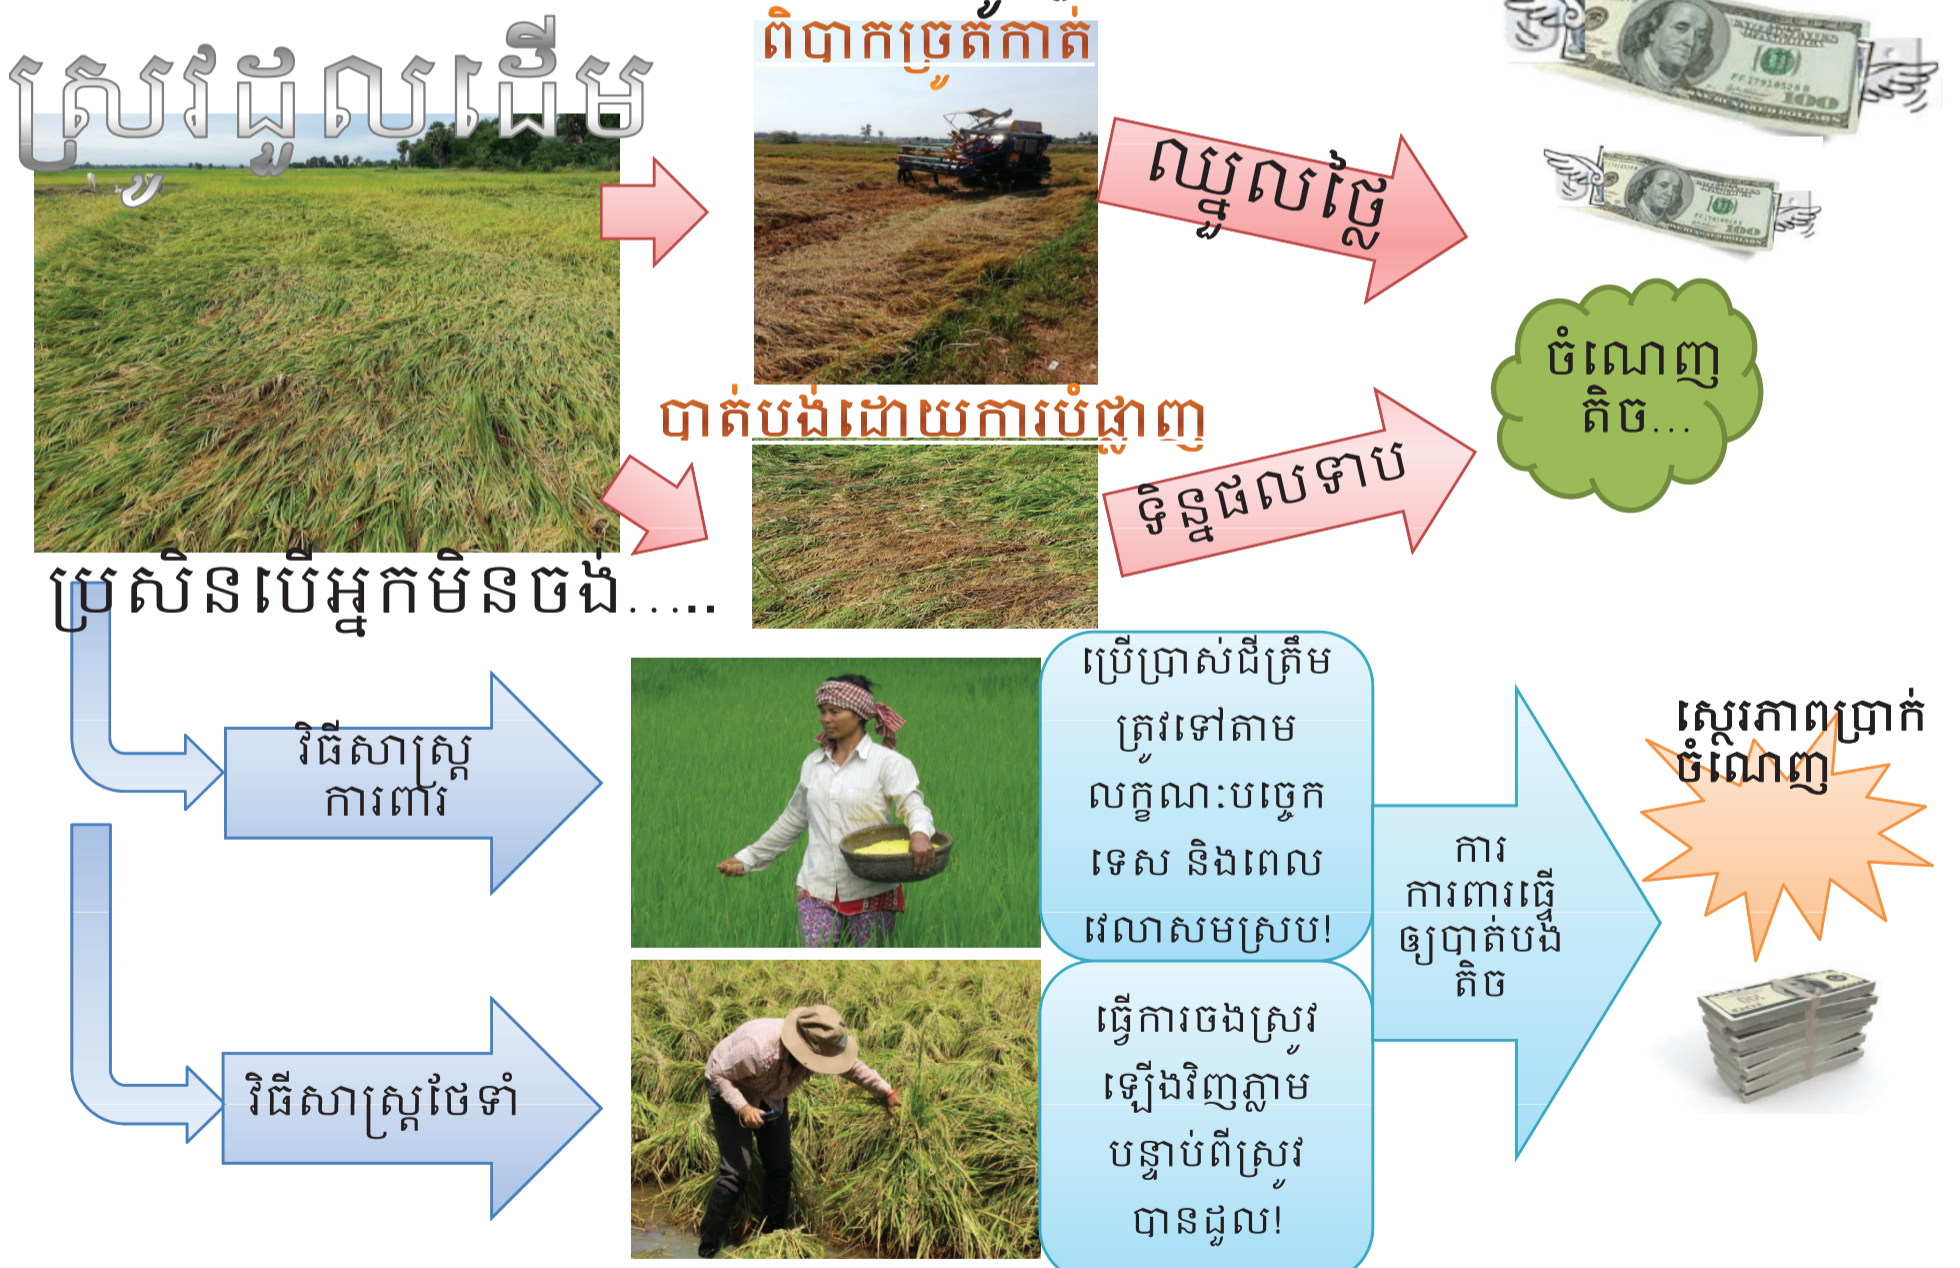 ស្រូវដួលដើម
ពិបាកច្រូតកាត់
ឈ្នួលថ្លៃ
ចំណេញ
តិច...
បាត់បង់ដោយការបំផ្លាញ
ទិន្នផលទាប
ប្រសិនបើអ្នកមិនចង់.....
វិធីសាស្ត្រ
ការពារ
ប្រើប្រាស់ជីត្រឹម
ត្រូវទៅតាម
លក្ខណៈបច្ចេក
ទេស និងពេល
វេលាសមស្រប!
ការ
ការពារធ្វើ
ឲ្យបាត់បង់
តិច
ស្ថេរភាពប្រាក់
ចំណេញ
វិធីសាស្ត្រថែទាំ
ធ្វើការចងស្រូវ
ឡើងវិញភ្លាម
បន្ទាប់ពីស្រូវ
បានដួល!